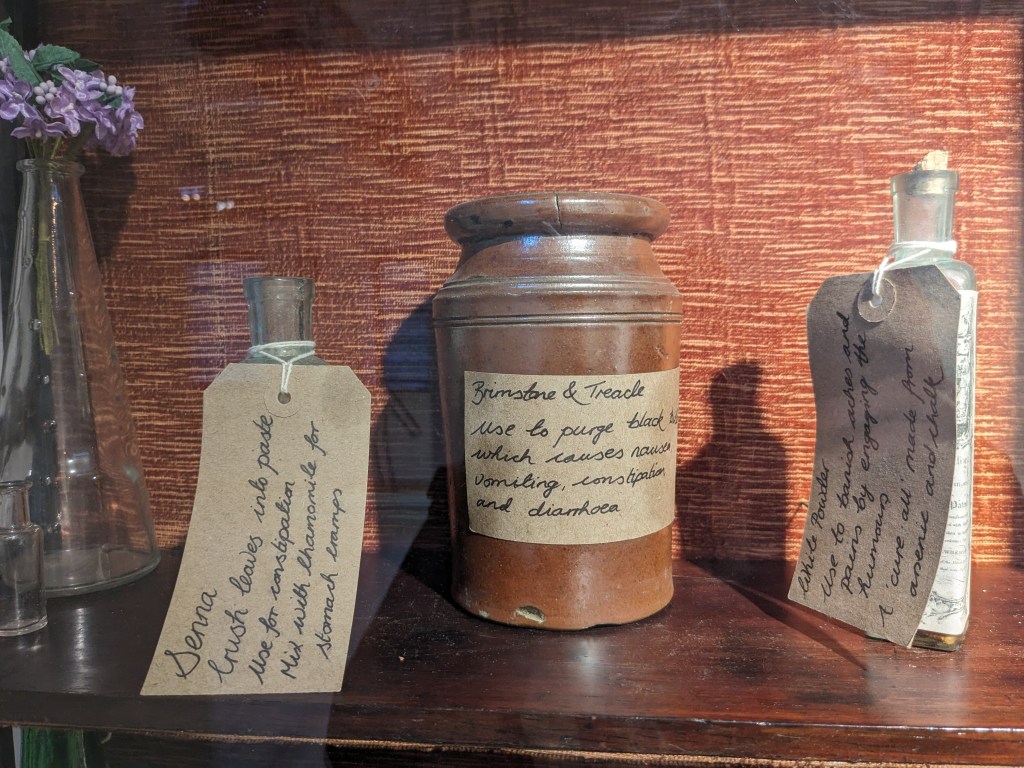 Senna
Crush leaves into paste
Use for constipation
Mix with Chamomile for
stomach cramps
Brimstone & Treacle
Use to purge black
which causes nausea
vomiting, constipation
and diarrhoea
White Powder
Use to banish aches and
pains by engaging the
humours
A 'cure all' made from
arsenic and chalk